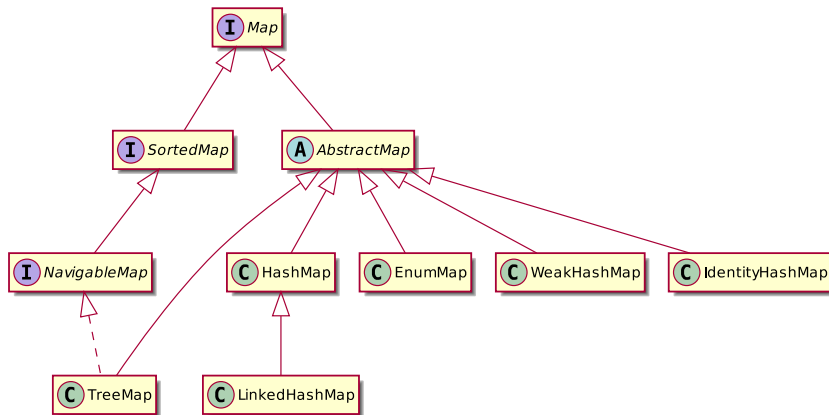 I Map
I SortedMap
A AbstractMap
I NavigableMap
C HashMap
C EnumMap
C WeakHashMap
C IdentityHashMap
C TreeMap
C LinkedHashMap